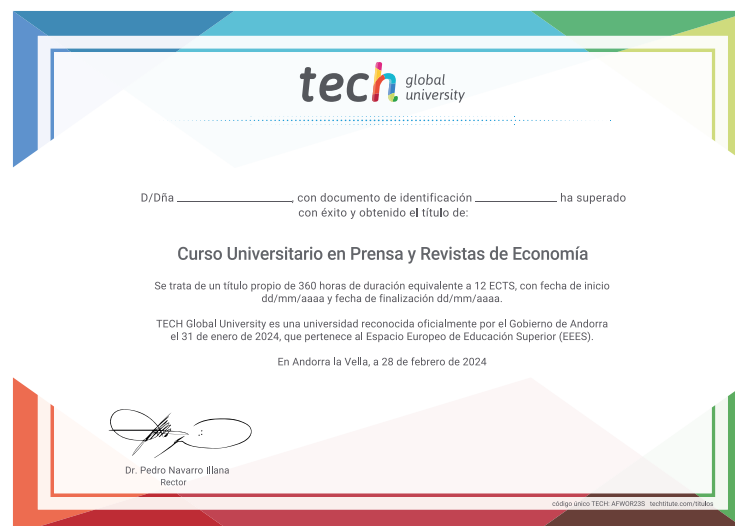 tech global university
D/Dña ______________, con documento de identificación ______________ ha superado
con éxito y obtenido el título de:
Curso Universitario en Prensa y Revistas de Economía
Se trata de un título propio de 360 horas de duración equivalente a 12 ECTS, con fecha de inicio
dd/mm/aaaa y fecha de finalización dd/mm/aaaa.
TECH Global University es una universidad reconocida oficialmente por el Gobierno de Andorra
el 31 de enero de 2024, que pertenece al Espacio Europeo de Educación Superior (EEES).
En Andorra la Vella, a 28 de febrero de 2024
Dr. Pedro Navarro Illana
Rector
código único TECH: AFWOR23S techtitute.com/titulos